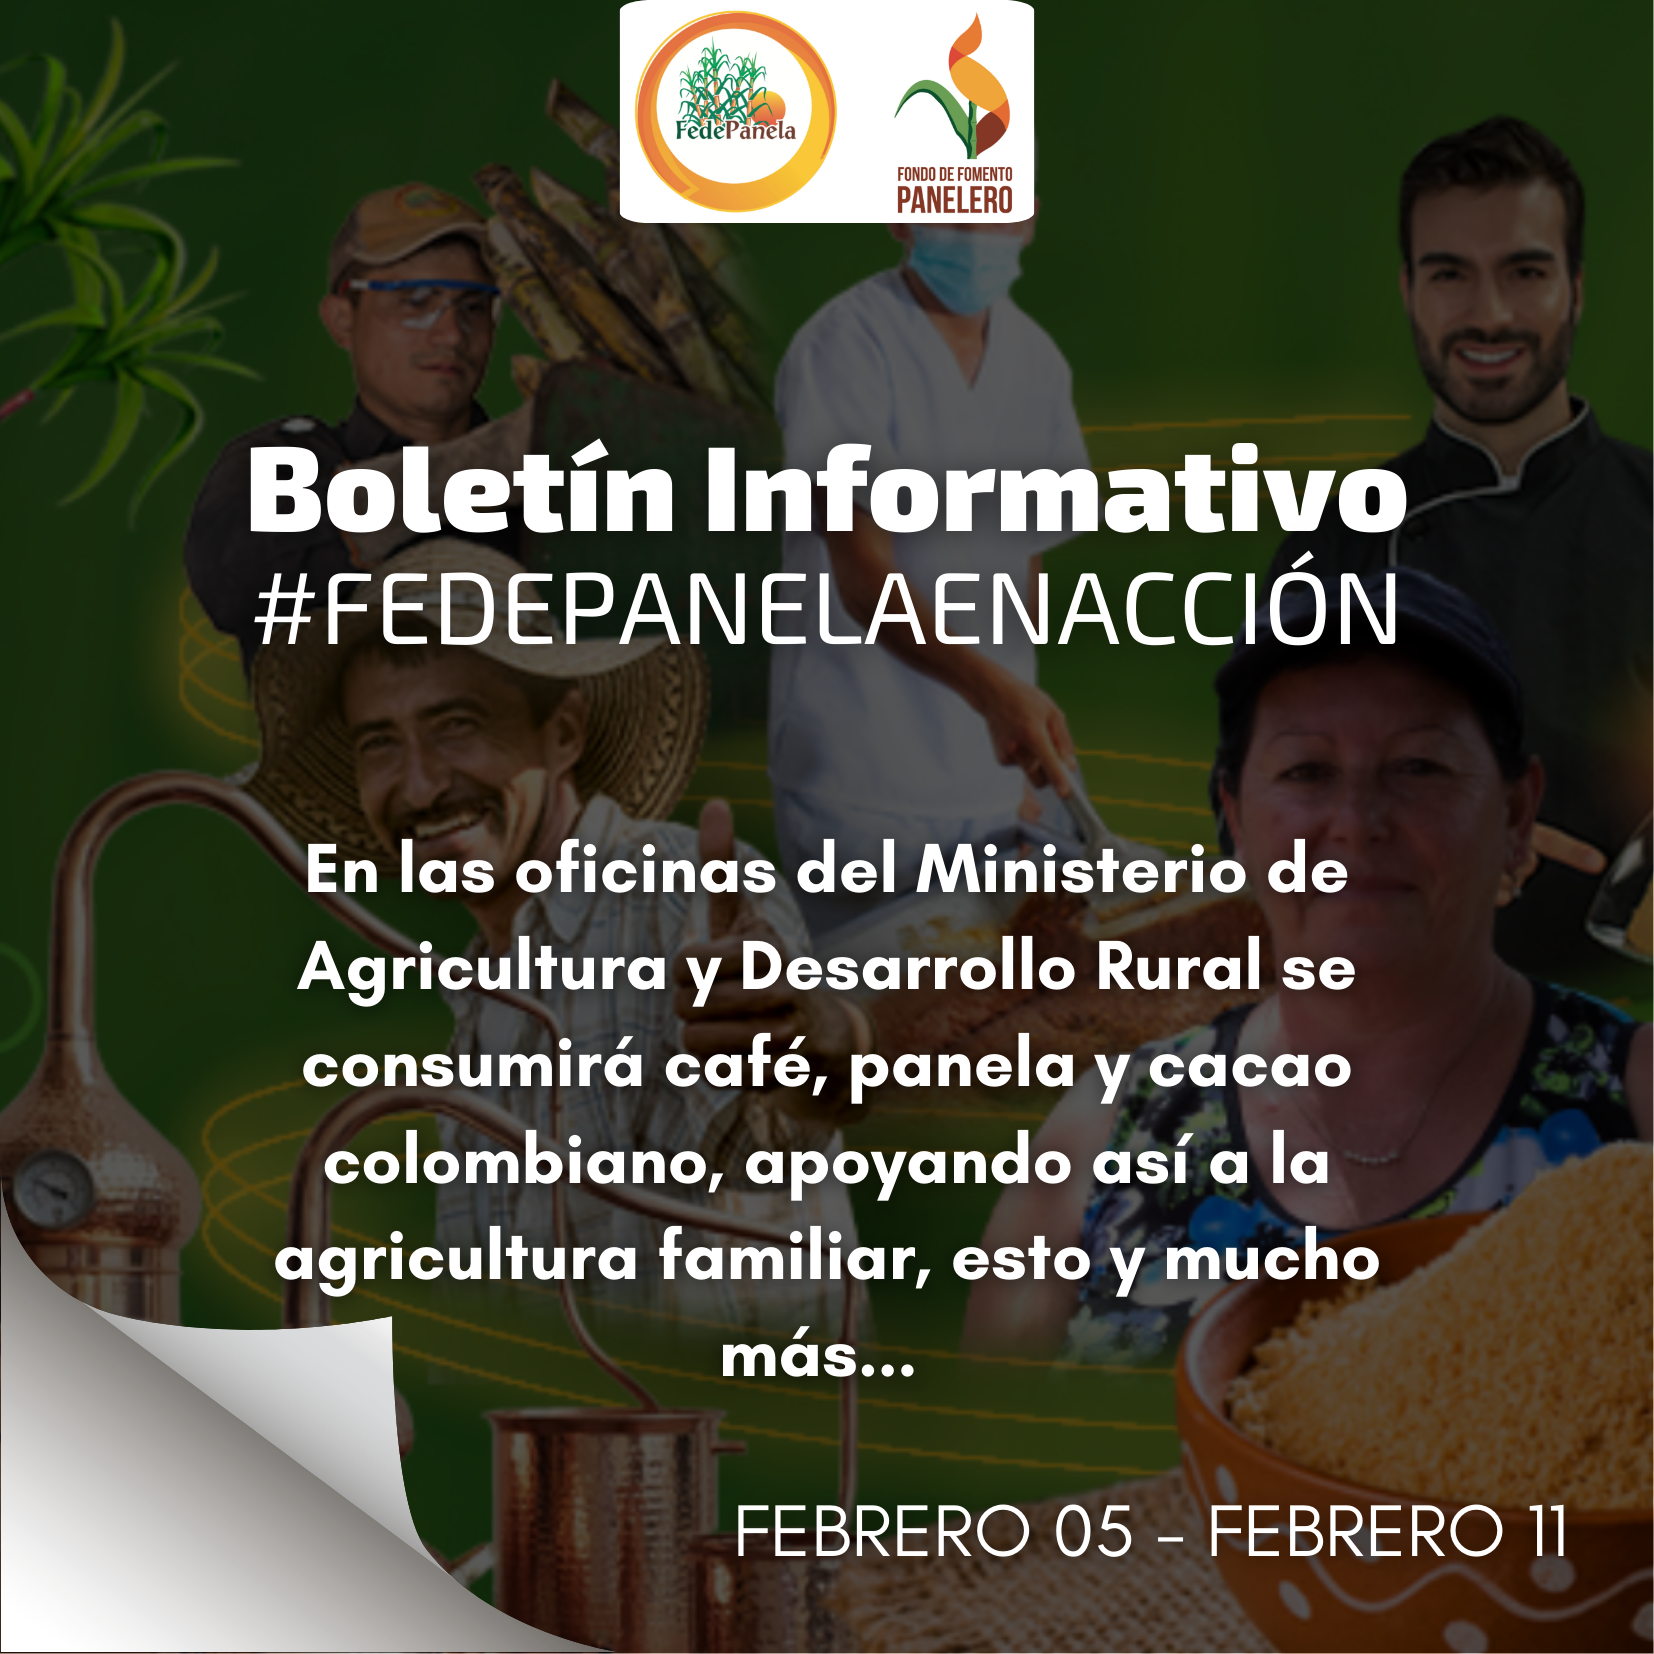 FedePanela
FONDO DE FOMENTO
PANELERO
Boletín Informativo
#FEDEPANELAENACCIÓN
En las oficinas del Ministerio de
Agricultura y Desarrollo Rural se
consumirá café, panela y cacao
colombiano, apoyando así a la
agricultura familiar, esto y mucho
más...
FEBRERO 05 - FEBRERO 11